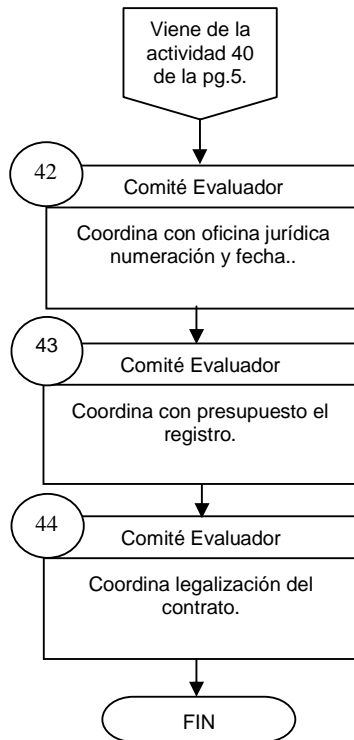 Viene de la
actividad 40
de la pg.5.
42
Comité Evaluador
Coordina con oficina jurídica
numeración y fecha..
43
Comité Evaluador
Coordina con presupuesto el
registro.
44
Comité Evaluador
Coordina legalización del
contrato.
FIN